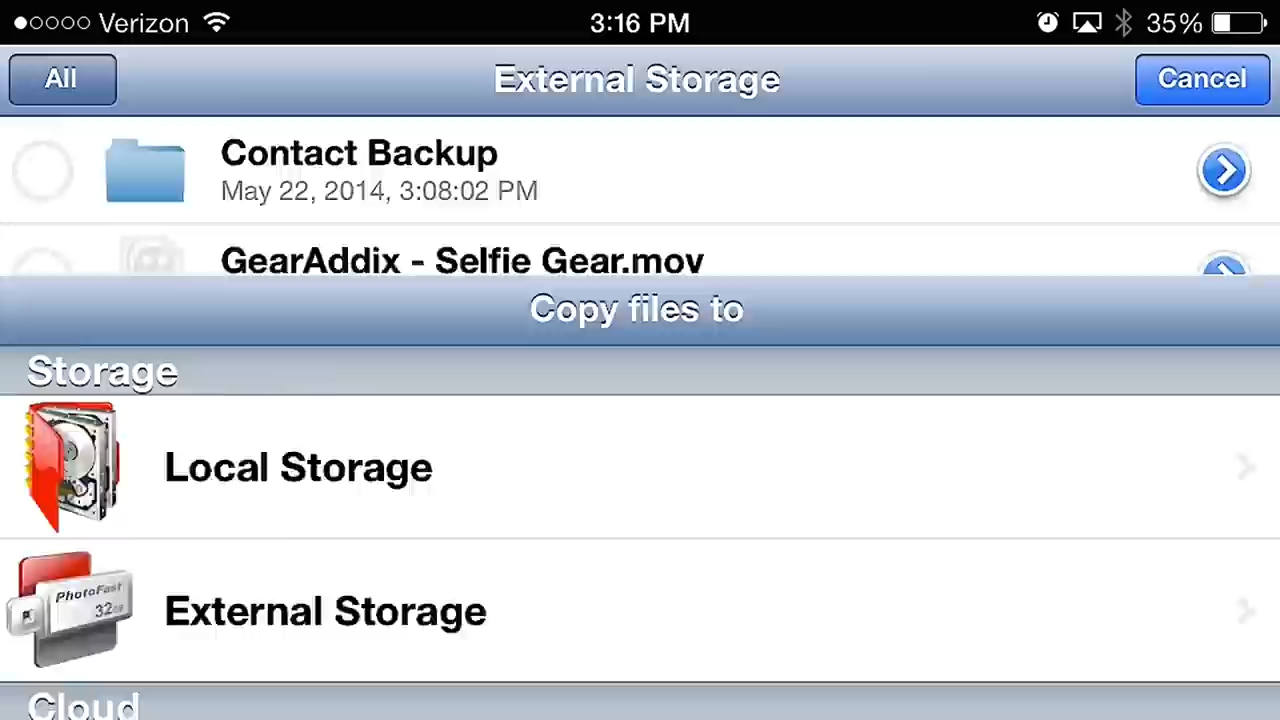 Verizon 3:16 PM 35%
All External Storage Cancel
Contact Backup
May 22, 2014, 3:08:02 PM
GearAddix - Selfie Gear.mov
Copy files to
Storage
Local Storage
PhotoFast
32GB
External Storage
Cloud